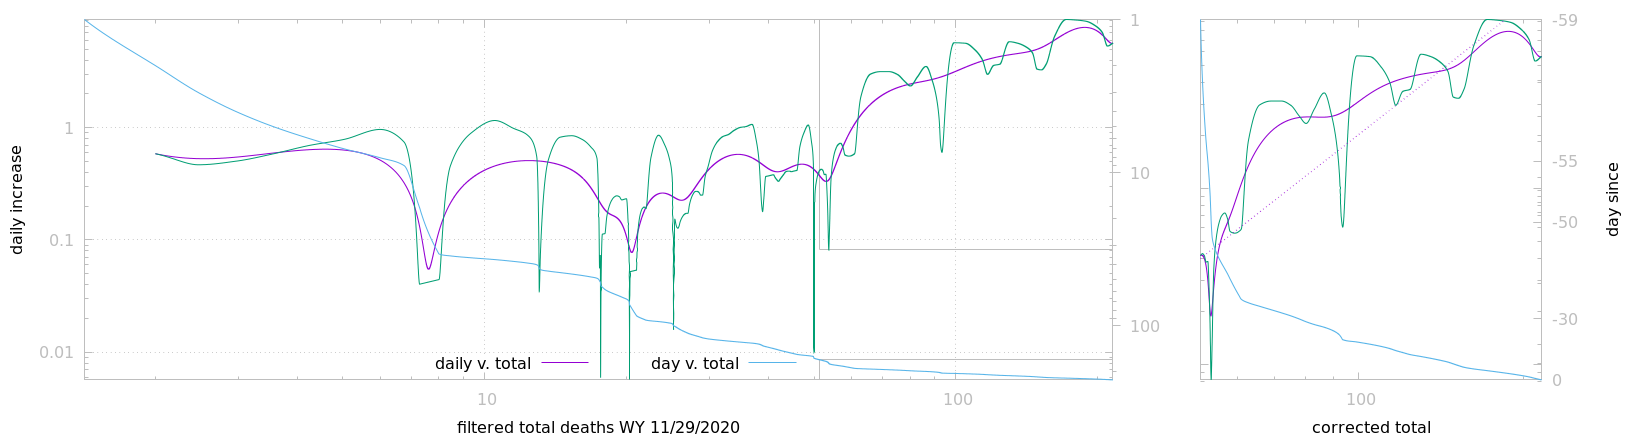 1
0.1
0.01
daily increase
daily v. total
day v. total
10
100
filtered total deaths WY 11/29/2020
1
10
100
-59
-55
-50
-30
0
day since
100
corrected total